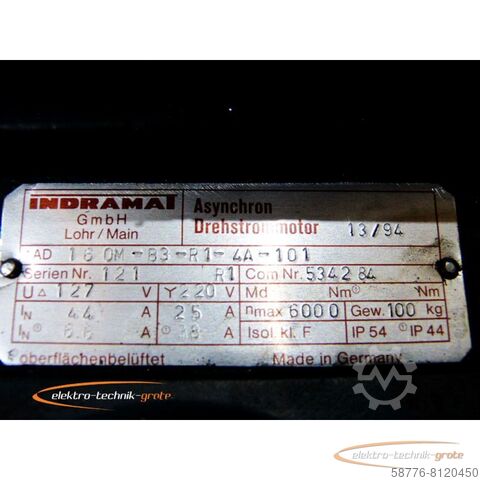 INDRAMAT
GmbH
Lohr/Main
Asynchron
Drehstrommotor 13/94
AD 160M-B3-R1-4A-101
Serien Nr. 121 R1 Com Nr. 534284
U△ 127 V Y 220 V Md Nm Nm
IN 44 A 25 A nmax 6000 Gew. 100 kg
IN A A Isol kl. F IP 54 IP 44
oberflächenbelüftet Made in Germany
elektro-technik-grote
elektro-technik-grote
58776-8120450